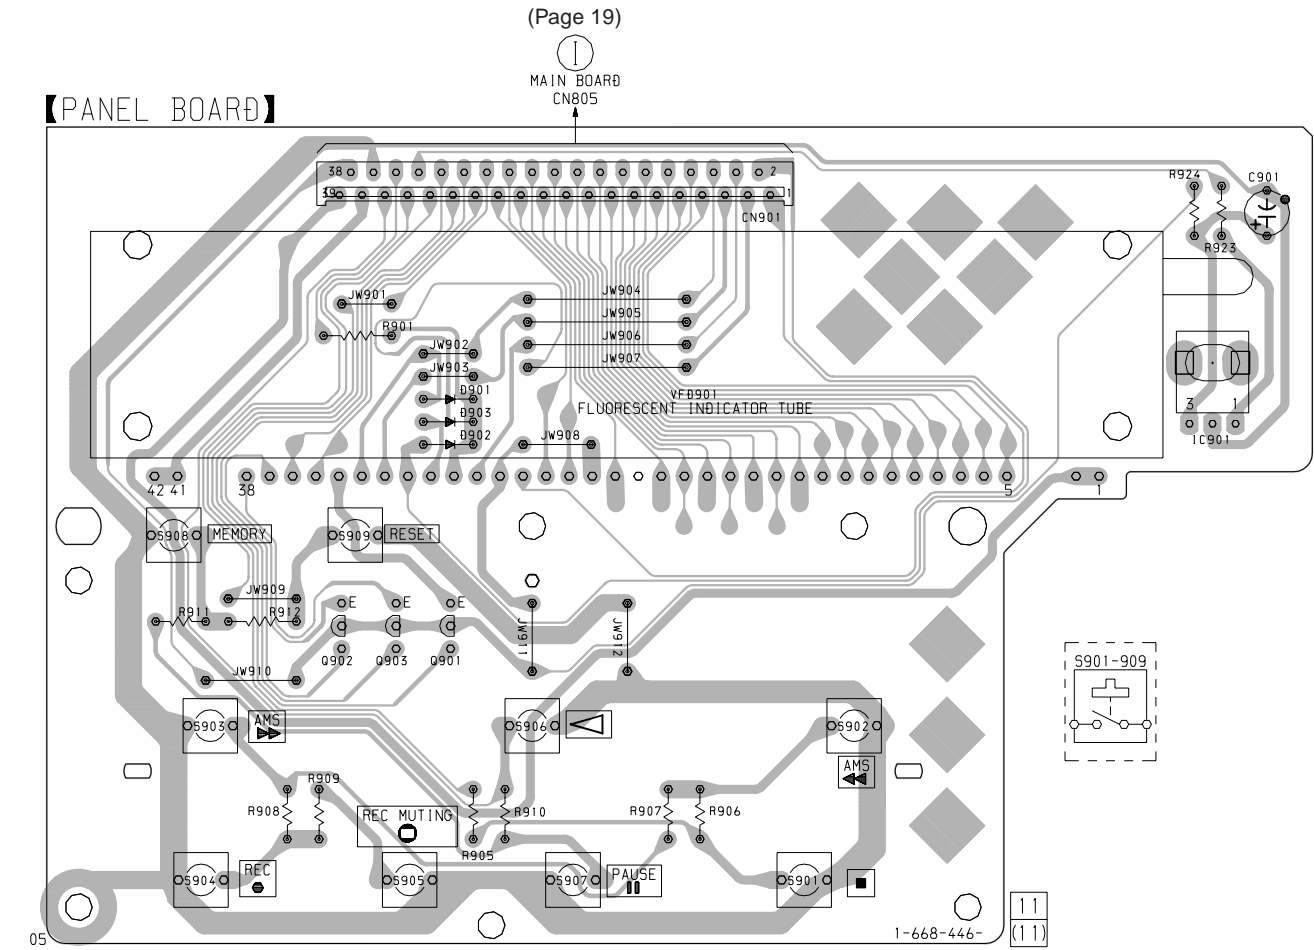 (Page 19)
I
MAIN BOARD
CN805
【PANEL BOARD】
38 2
39 1
CN901
R924 C901
+
R923
JW901
R901
JW902
JW903
D901
D903
D902
JW904
JW905
JW906
JW907
VFD901
FLUORESCENT INDICATOR TUBE
JW908
3 1
IC901
42 41 38 5 1
S908 MEMORY
S909 RESET
JW909
R911 R912
E E E
Q902 Q903 Q901
JW910
JW911
JW912
S901-909
S903 AMS
S906
S902
AMS
R908 R909
REC MUTING
R905
R910
R907 R906
S904 REC
S905
S907 PAUSE
S901
05
1-668-446-
11
(11)